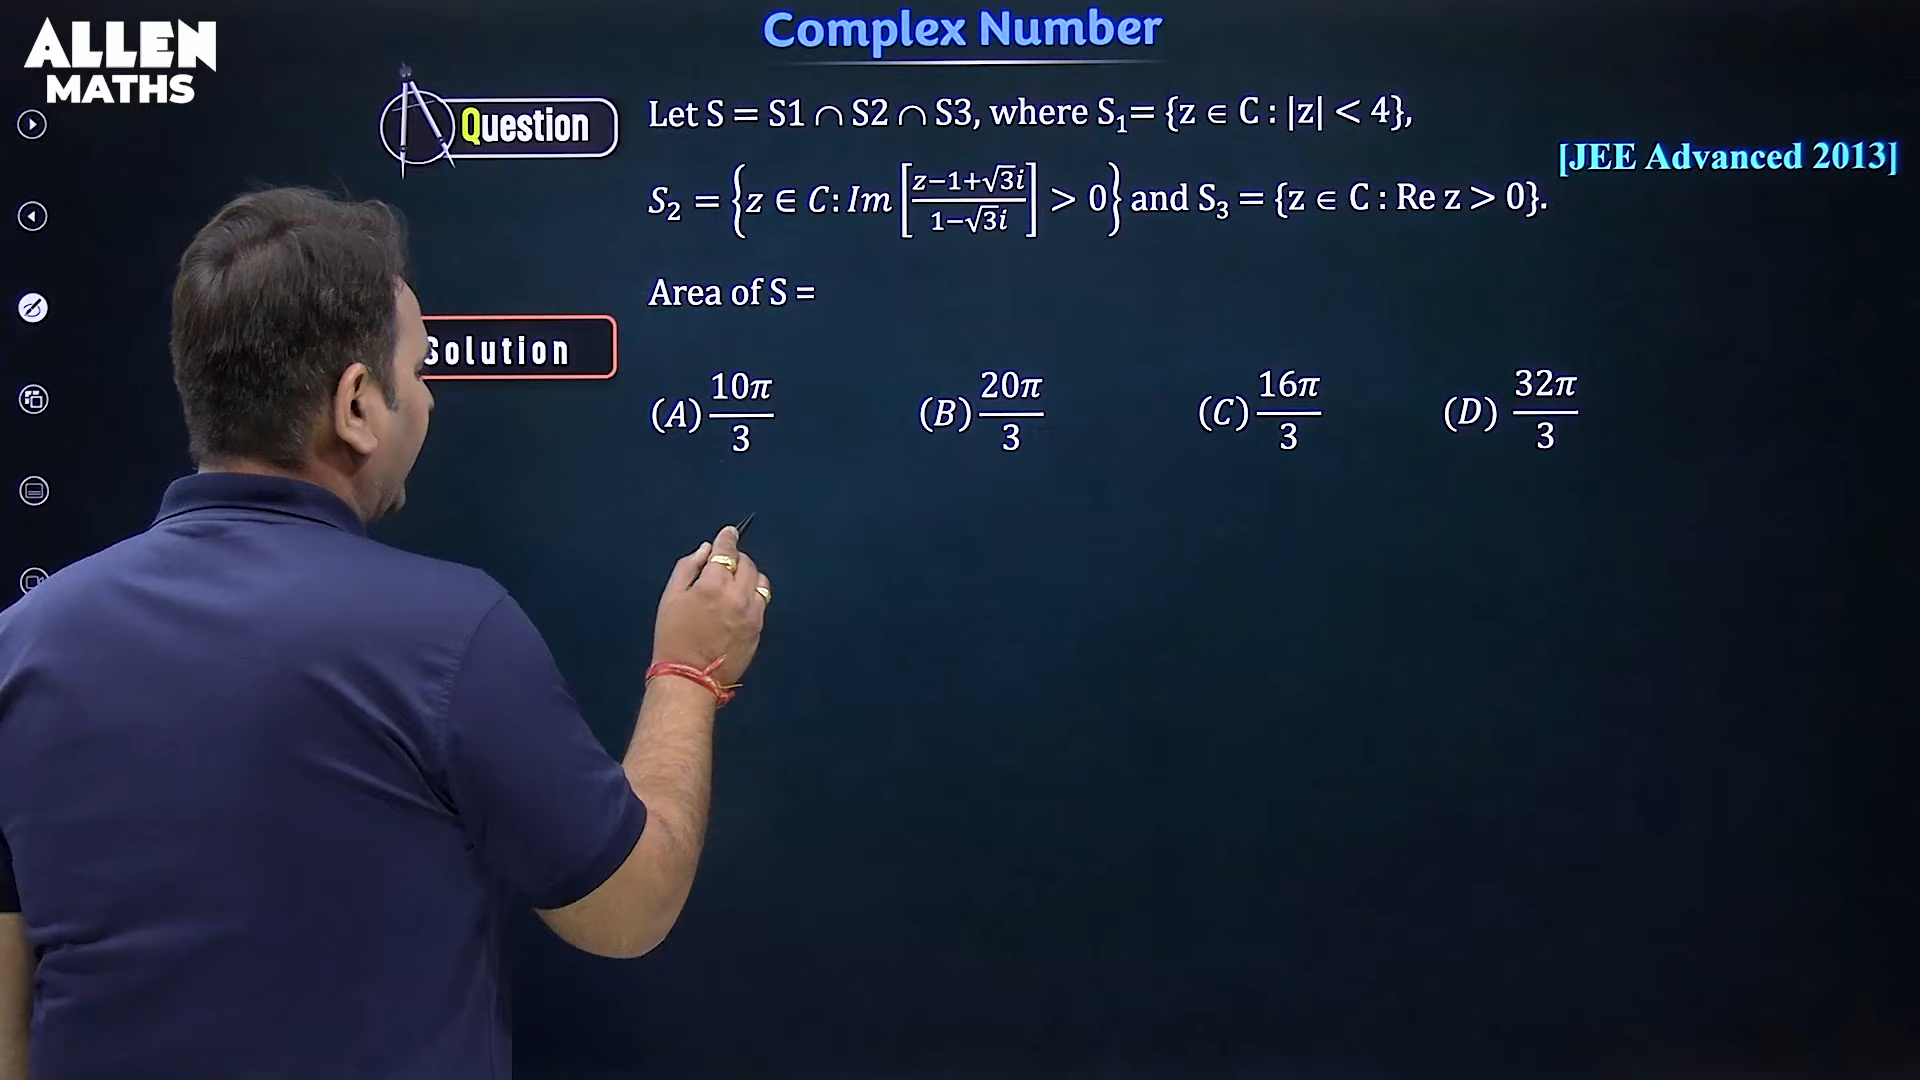 ALLEN
MATHS
Complex Number
Question
Let S = S1 ∩ S2 ∩ S3, where S₁= {z ∈ C : |z| < 4},
[JEE Advanced 2013]
S₂ = {z ∈ C: Im [(z−1+√3i)/(1−√3i)] > 0} and S₃ = {z ∈ C : Re z > 0}.
Area of S =
Solution
(A) 10π/3 (B) 20π/3 (C) 16π/3 (D) 32π/3